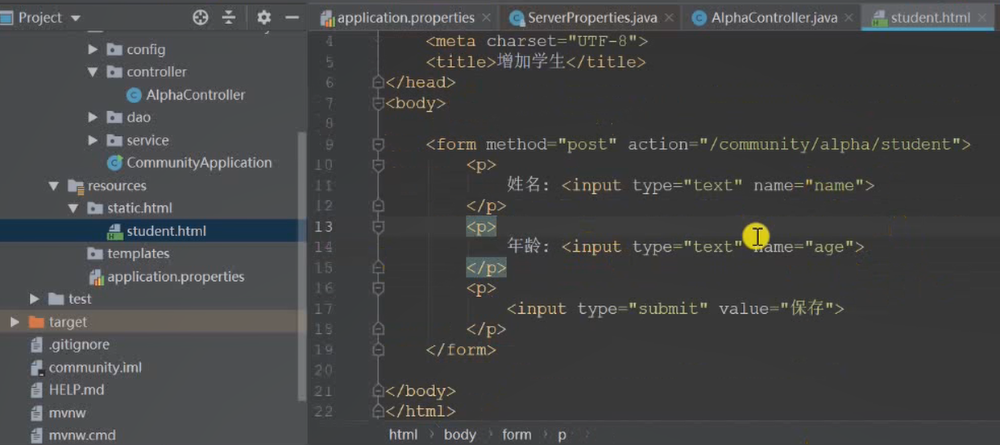 Project
application.properties
ServerProperties.java
AlphaController.java
student.html
config
controller
AlphaController
dao
service
CommunityApplication
resources
static.html
student.html
templates
application.properties
test
target
.gitignore
community.iml
HELP.md
mvnw
mvnw.cmd
4 <meta charset="UTF-8">
5 <title>增加学生</title>
6 </head>
7 <body>
8
9 <form method="post" action="/community/alpha/student">
10 <p>
11 姓名: <input type="text" name="name">
12 </p>
13 <p>
14 年龄: <input type="text" name="age">
15 </p>
16 <p>
17 <input type="submit" value="保存">
18 </p>
19 </form>
20
21 </body>
22 </html>
html › body › form › p